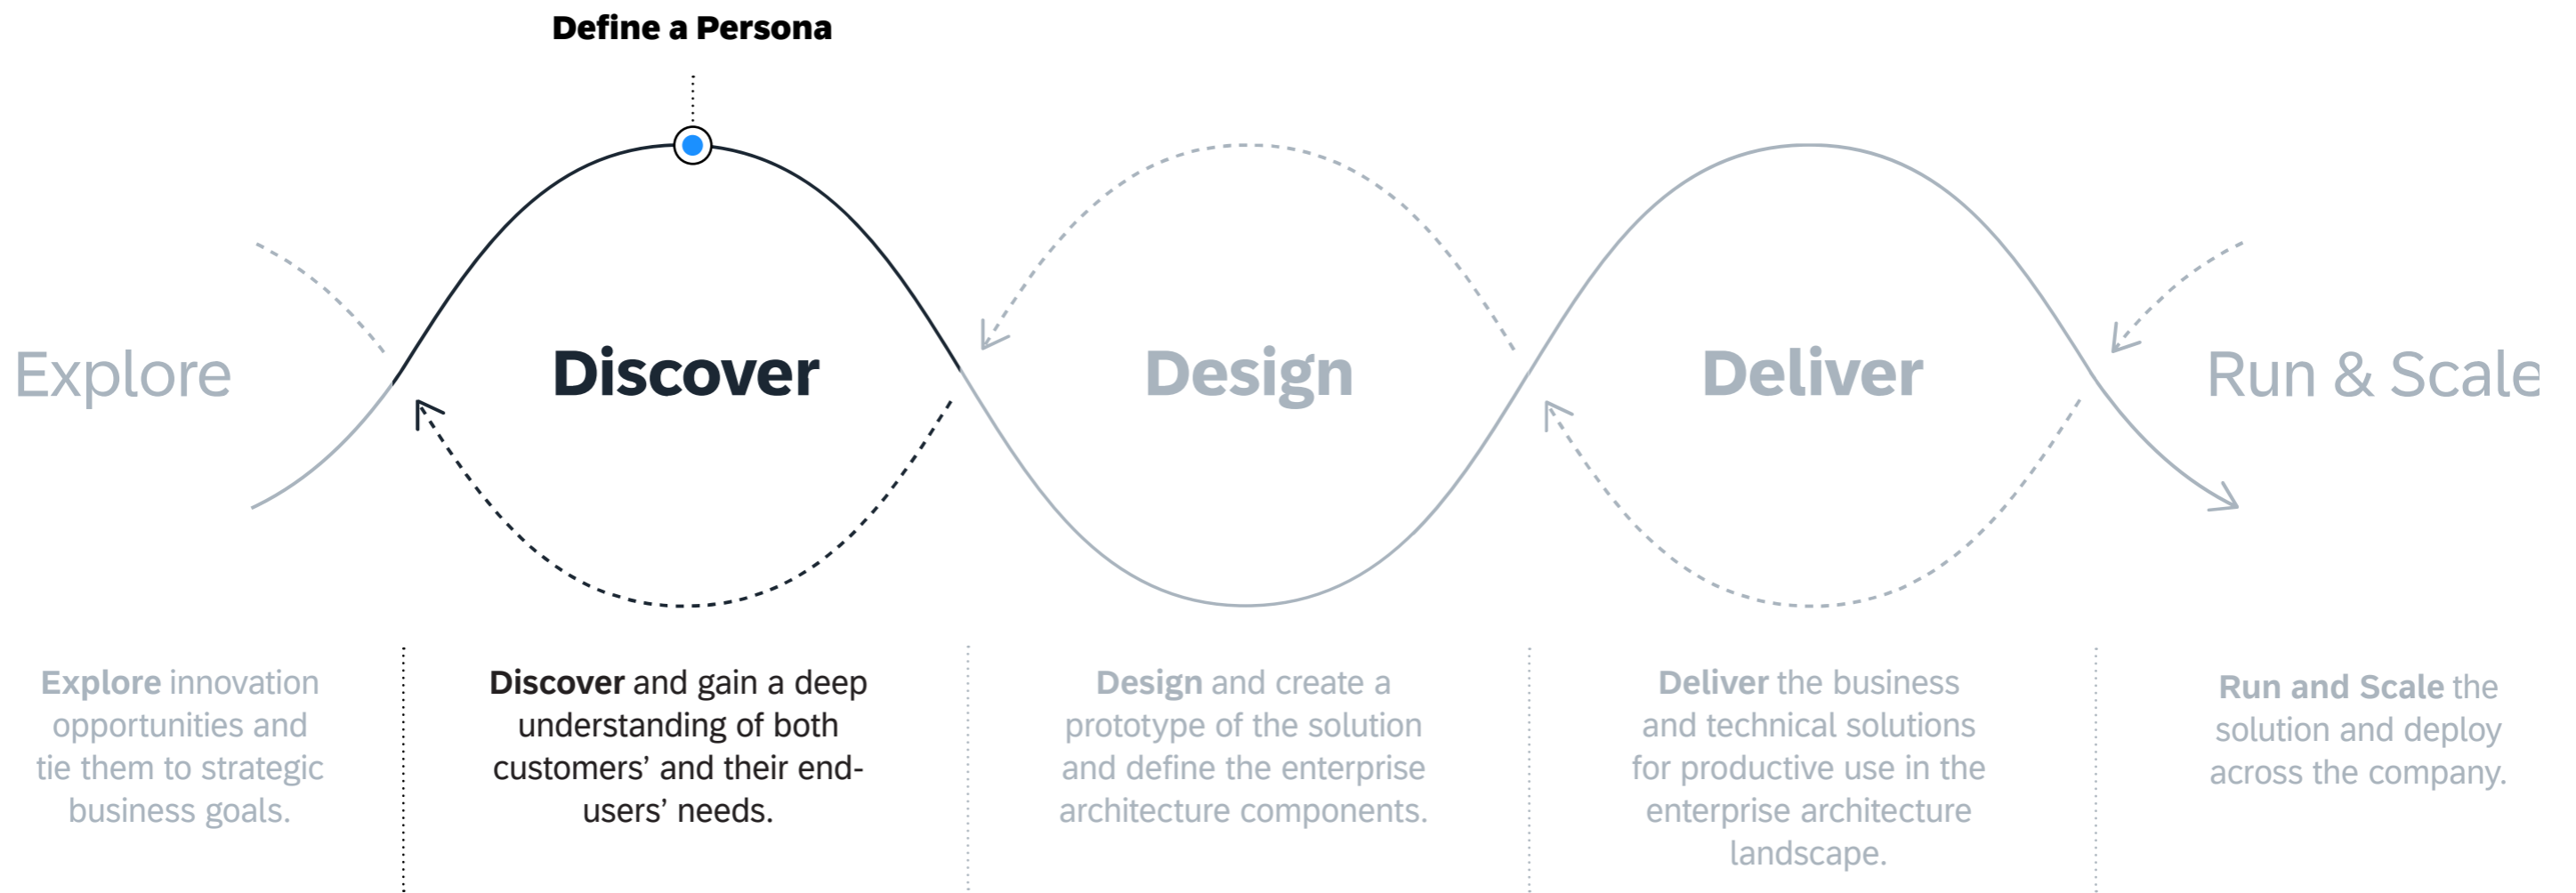 Define a Persona
Explore
Discover
Design
Deliver
Run & Scale
Explore innovation
opportunities and
tie them to strategic
business goals.
Discover and gain a deep
understanding of both
customers’ and their end-
users’ needs.
Design and create a
prototype of the solution
and define the enterprise
architecture components.
Deliver the business
and technical solutions
for productive use in the
enterprise architecture
landscape.
Run and Scale the
solution and deploy
across the company.